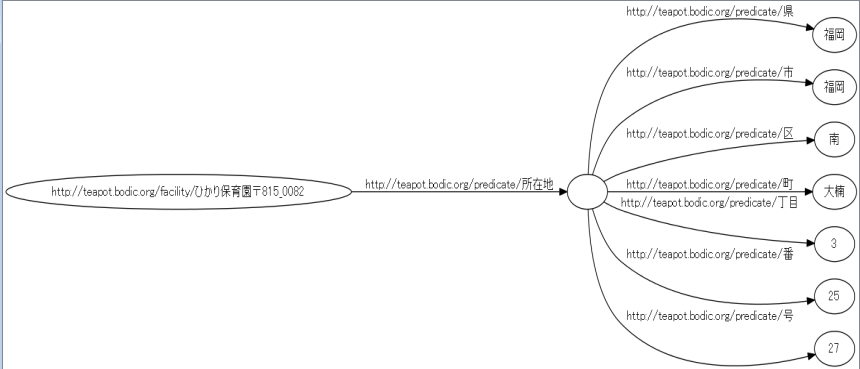 http://teapot.bodic.org/predicate/県
福岡
http://teapot.bodic.org/predicate/市
福岡
http://teapot.bodic.org/predicate/区
南
http://teapot.bodic.org/facility/ひかり保育園〒815_0082
http://teapot.bodic.org/predicate/所在地
http://teapot.bodic.org/predicate/町
大楠
http://teapot.bodic.org/predicate/丁目
3
http://teapot.bodic.org/predicate/番
25
http://teapot.bodic.org/predicate/号
27